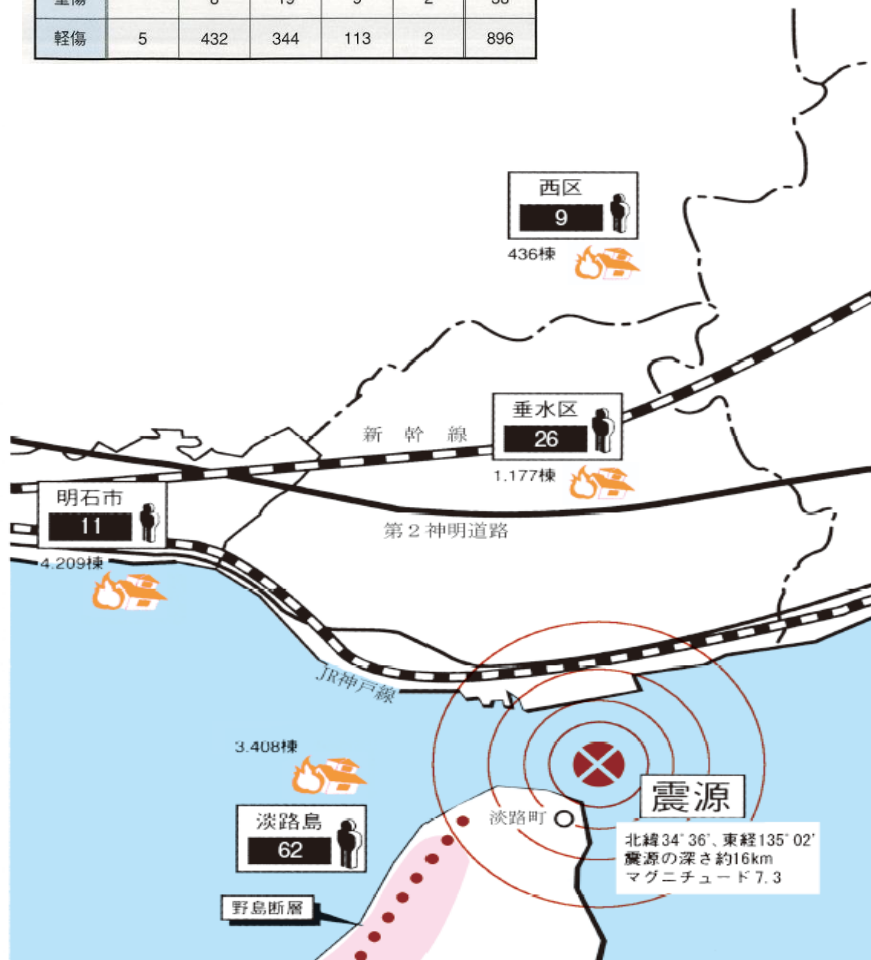 軽傷 5 432 344 113 2 896
西区
9
436棟
垂水区
26
1.177棟
新幹線
明石市
11
4.209棟
第2神明道路
JR神戸線
3.408棟
淡路島
62
淡路町
震源
北緯34°36′、東経135°02′
震源の深さ約16km
マグニチュード7.3
野島断層